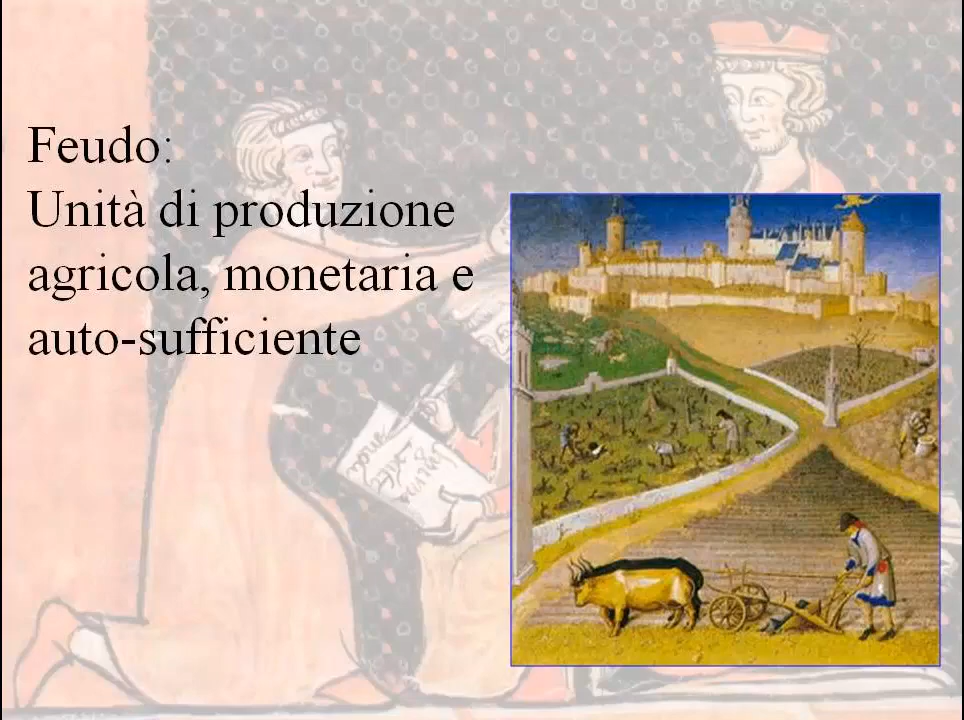 Feudo:
Unità di produzione
agricola, monetaria e
auto-sufficiente